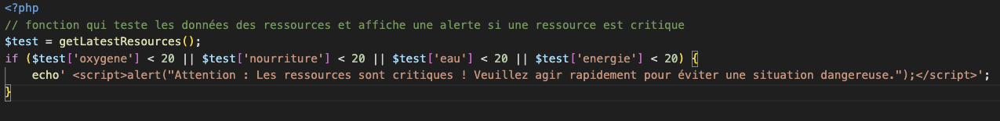 <?php
// fonction qui teste les données des ressources et affiche une alerte si une ressource est critique
$test = getLatestResources();
if ($test['oxygene'] < 20 || $test['nourriture'] < 20 || $test['eau'] < 20 || $test['energie'] < 20) {
    echo' <script>alert("Attention : Les ressources sont critiques ! Veuillez agir rapidement pour éviter une situation dangereuse.");</script>';
}